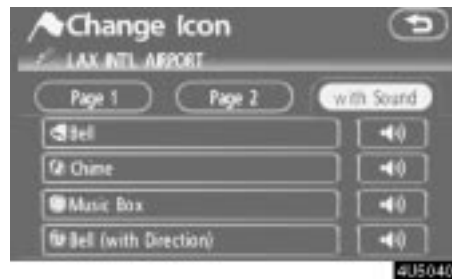 Change Icon
LAX INTL AIRPORT
Page 1 Page 2 with Sound
Bell
Chime
Music Box
Bell (with Direction)
4U5040